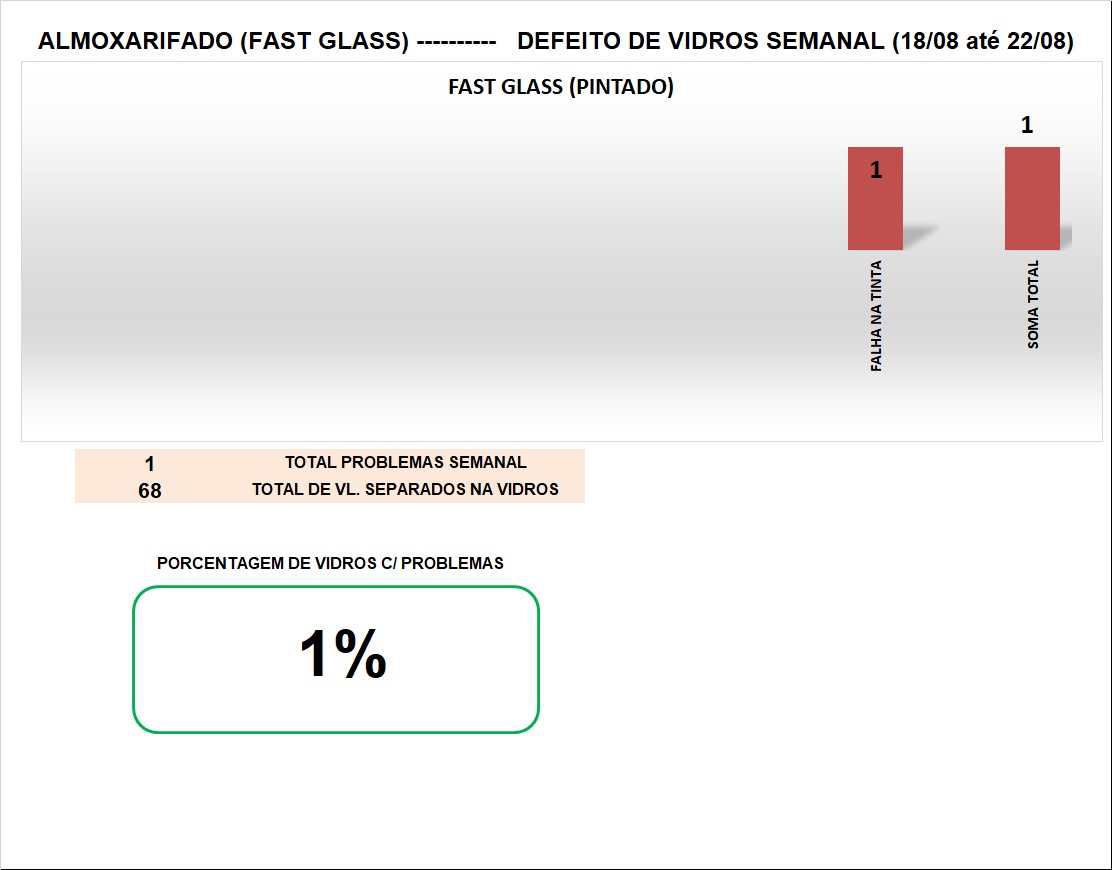 ALMOXARIFADO (FAST GLASS) ---------- DEFEITO DE VIDROS SEMANAL (18/08 até 22/08)
FAST GLASS (PINTADO)
1
1
FALHA NA TINTA
SOMA TOTAL
1 TOTAL PROBLEMAS SEMANAL
68 TOTAL DE VL. SEPARADOS NA VIDROS
PORCENTAGEM DE VIDROS C/ PROBLEMAS
1%